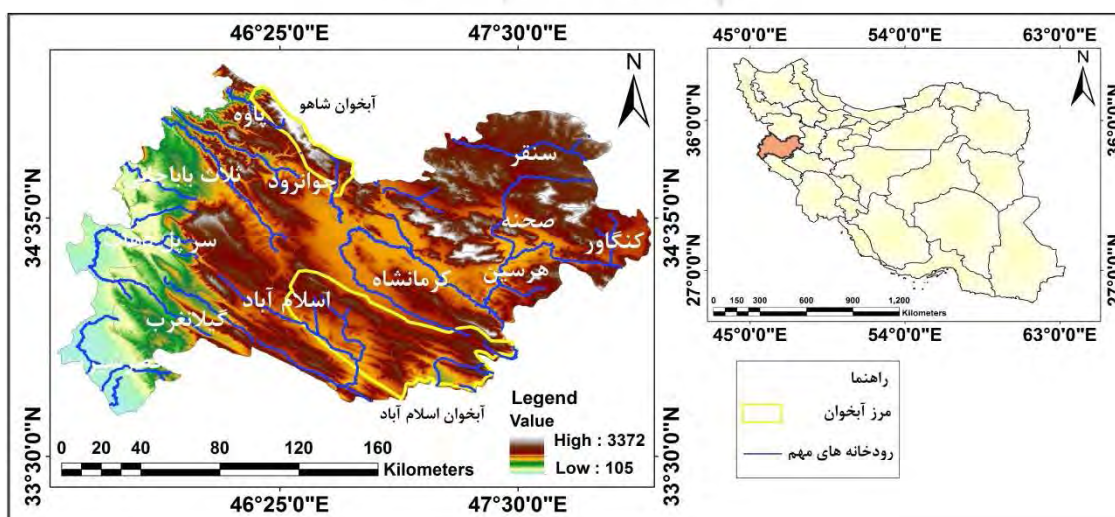 46°25'0"E 47°30'0"E
34°35'0"N
33°30'0"N
34°35'0"N
33°30'0"N
46°25'0"E 47°30'0"E
N
آبخوان شاهو
پاوه
جوانرود
ثلاث
سنقر
صحنه
کنگاور
هرسین
کرمانشاه
اسلام آباد
گیلانغرب
آبخوان اسلام آباد
Legend
Value
High : 3372
Low : 105
0 20 40 80 120 160
Kilometers
45°0'0"E 54°0'0"E 63°0'0"E
36°0'0"N
27°0'0"N
36°0'0"N
27°0'0"N
N
0 150 300 600 900 1,200
Kilometers
45°0'0"E 54°0'0"E 63°0'0"E
راهنما
مرز آبخوان
رودخانه های مهم